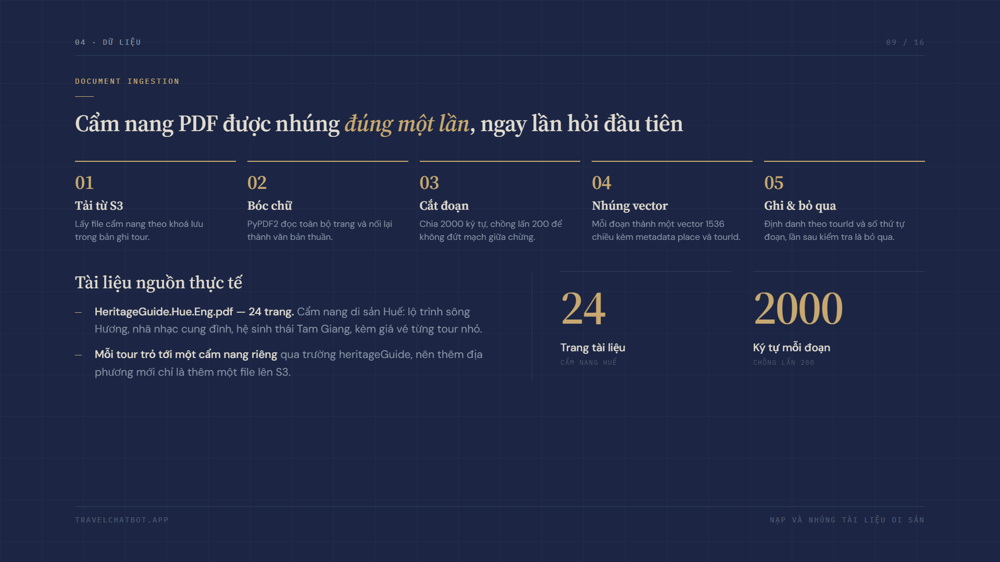 04 · DỮ LIỆU
09 / 16
DOCUMENT INGESTION
Cẩm nang PDF được nhúng đúng một lần, ngay lần hỏi đầu tiên
01
Tải từ S3
Lấy file cẩm nang theo khoá lưu
trong bản ghi tour.
02
Bóc chữ
PyPDF2 đọc toàn bộ trang và nối lại
thành văn bản thuần.
03
Cắt đoạn
Chia 2000 ký tự, chồng lấn 200 để
không đứt mạch giữa chừng.
04
Nhúng vector
Mỗi đoạn thành một vector 1536
chiều kèm metadata place và tourId.
05
Ghi & bỏ qua
Định danh theo tourId và số thứ tự
đoạn, lần sau kiểm tra là bỏ qua.
Tài liệu nguồn thực tế
— HeritageGuide.Hue.Eng.pdf — 24 trang. Cẩm nang di sản Huế: lộ trình sông
Hương, nhã nhạc cung đình, hệ sinh thái Tam Giang, kèm giá vé từng tour nhỏ.
— Mỗi tour trỏ tới một cẩm nang riêng qua trường heritageGuide, nên thêm địa
phương mới chỉ là thêm một file lên S3.
24
Trang tài liệu
CẨM NANG HUẾ
2000
Ký tự mỗi đoạn
CHỒNG LẤN 200
TRAVELCHATBOT.APP
NẠP VÀ NHÚNG TÀI LIỆU DI SẢN